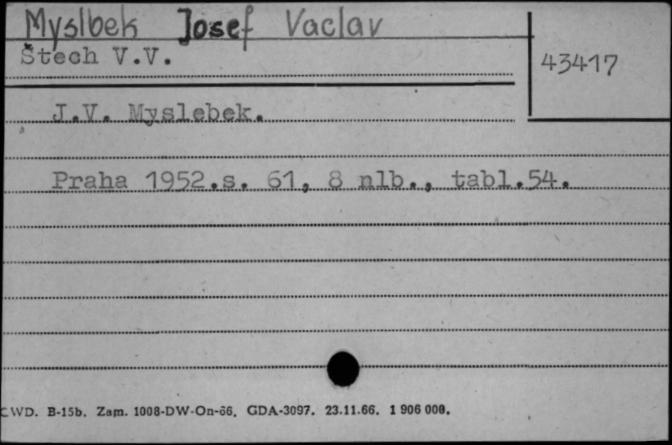 Myslbek Josef Vaclav
Štech V.V.
43417
J.V. Myslebek.
Praha 1952.s. 61, 8 nlb., tabl.54.
CWD. B-15b. Zam. 1008-DW-On-66. GDA-3097. 23.11.66. 1 906 000.